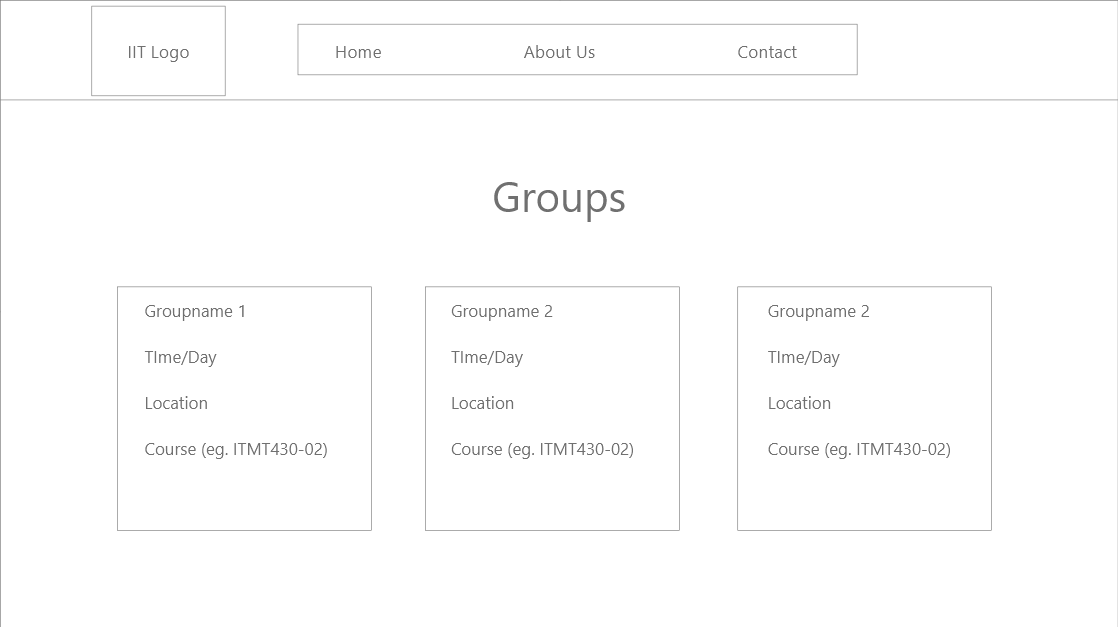 IIT Logo
Home
About Us
Contact
Groups
Groupname 1
TIme/Day
Location
Course (eg. ITMT430-02)
Groupname 2
TIme/Day
Location
Course (eg. ITMT430-02)
Groupname 2
TIme/Day
Location
Course (eg. ITMT430-02)